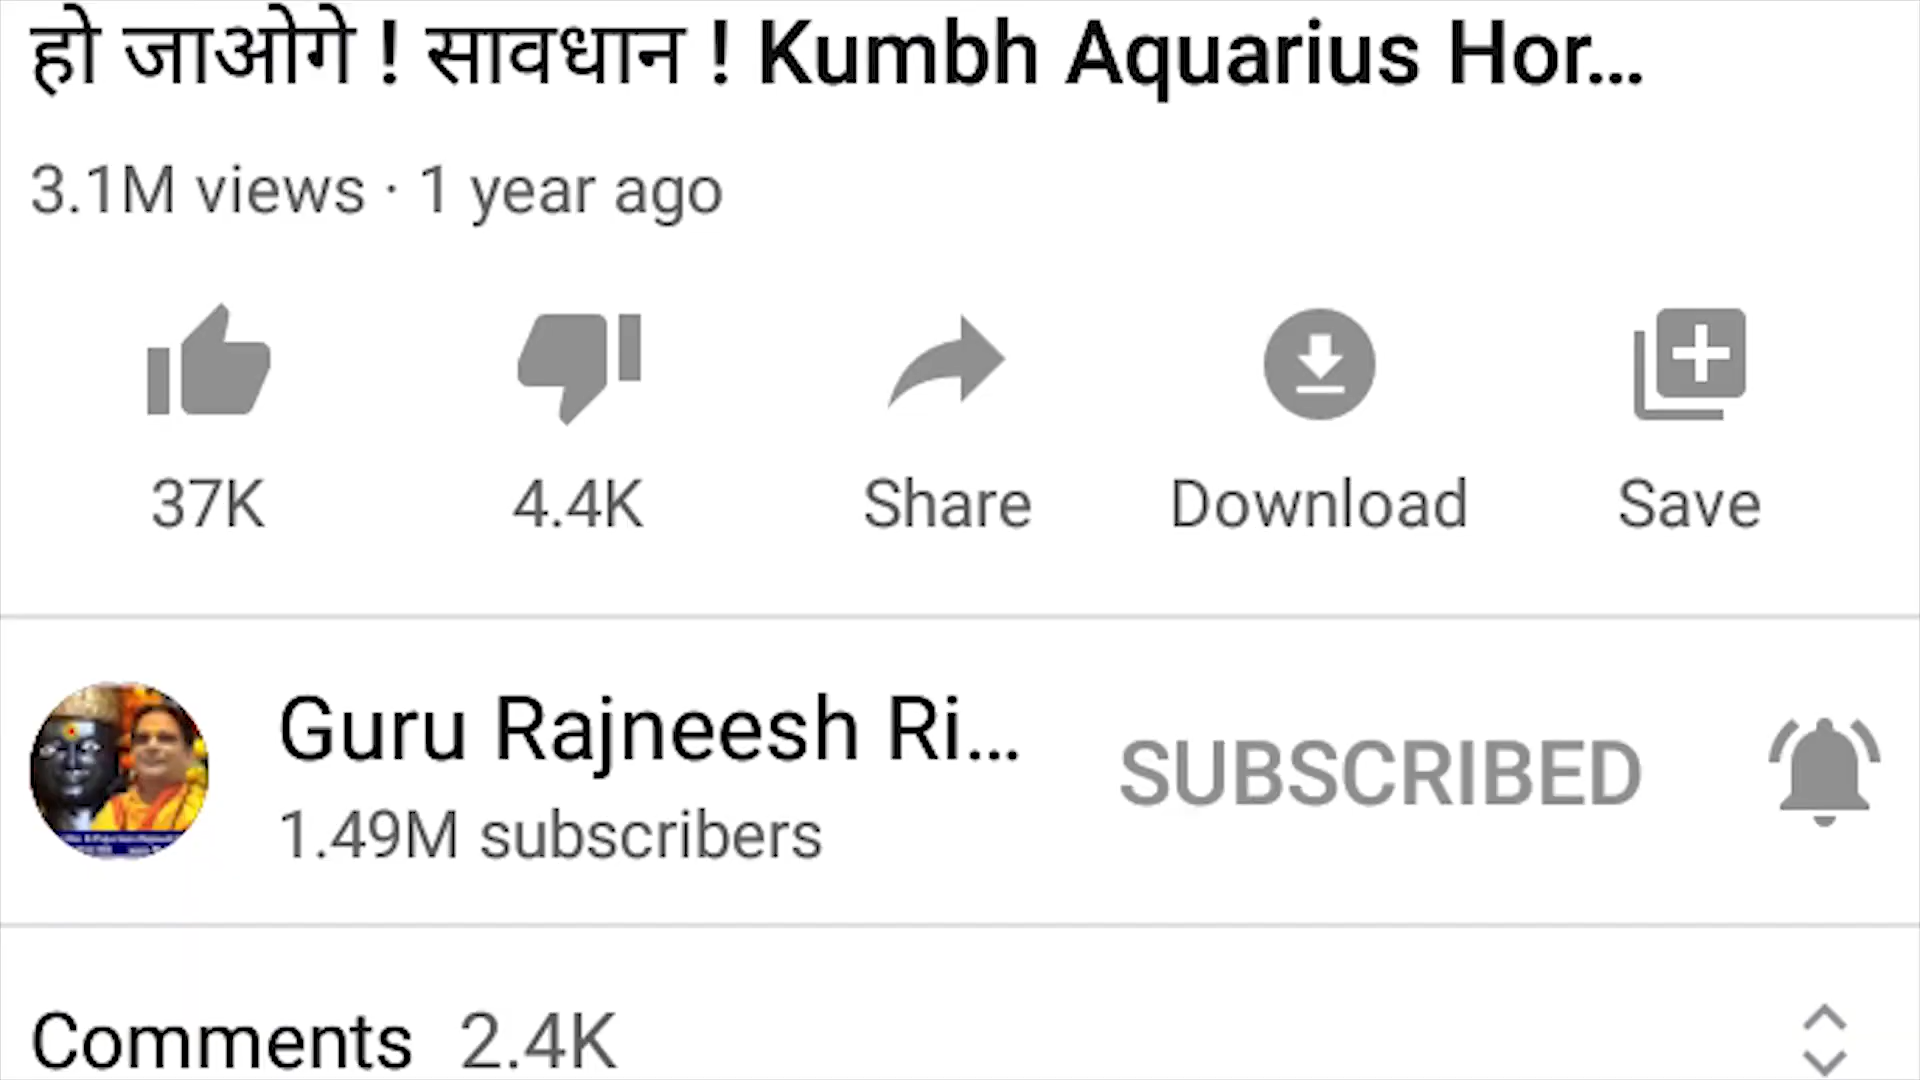 हो जाओगे ! सावधान ! Kumbh Aquarius Hor...
3.1M views · 1 year ago
37K
4.4K
Share
Download
Save
Guru Rajneesh Ri...
SUBSCRIBED
1.49M subscribers
Comments 2.4K